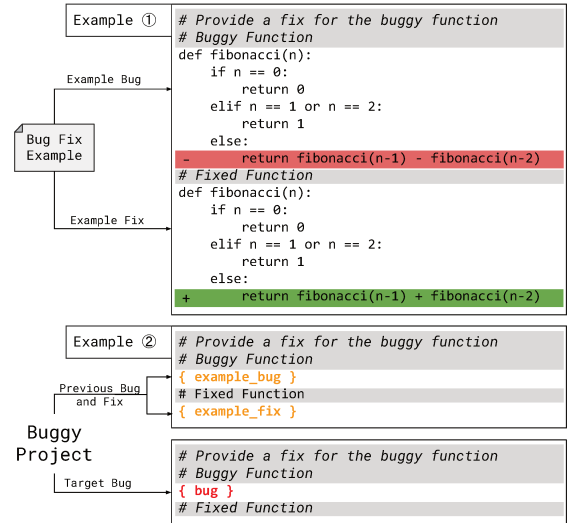 Example ①
# Provide a fix for the buggy function
# Buggy Function
def fibonacci(n):
    if n == 0:
        return 0
    elif n == 1 or n == 2:
        return 1
    else:
-        return fibonacci(n-1) - fibonacci(n-2)
# Fixed Function
def fibonacci(n):
    if n == 0:
        return 0
    elif n == 1 or n == 2:
        return 1
    else:
+        return fibonacci(n-1) + fibonacci(n-2)
Example Bug
Bug Fix
Example
Example Fix
Example ②
# Provide a fix for the buggy function
# Buggy Function
{ example_bug }
# Fixed Function
{ example_fix }
Previous Bug
and Fix
Buggy
Project
Target Bug
# Provide a fix for the buggy function
# Buggy Function
{ bug }
# Fixed Function